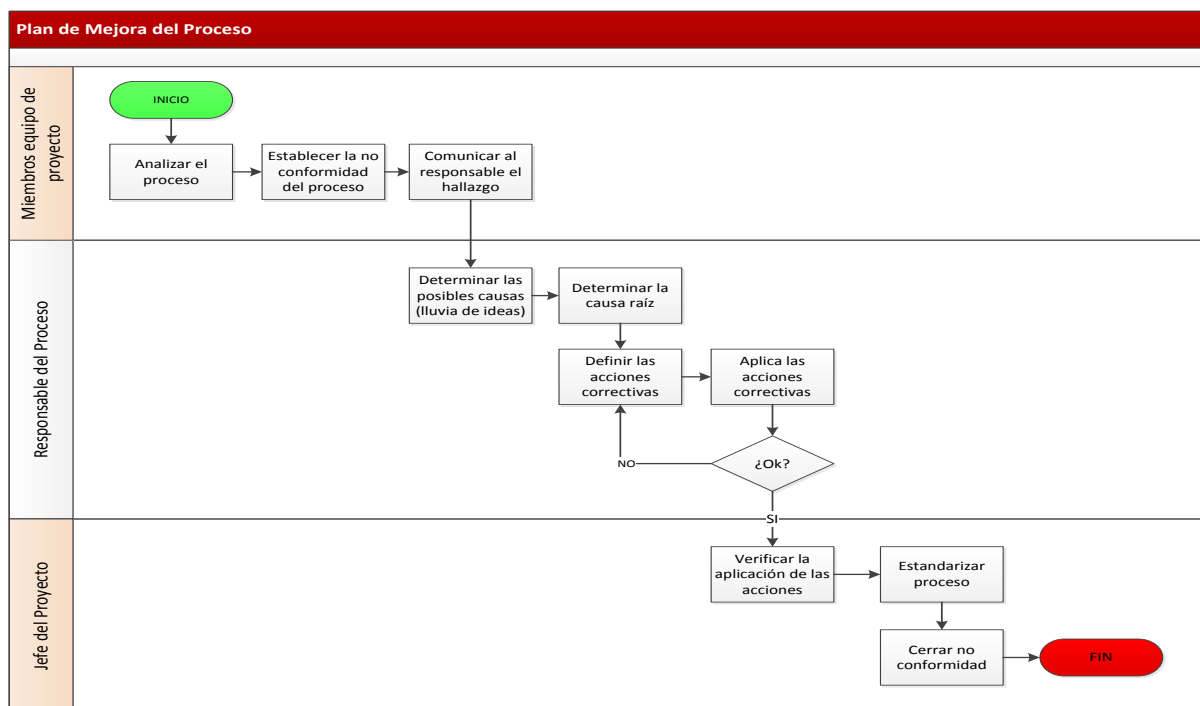 Plan de Mejora del Proceso
Miembros equipo de
proyecto
INICIO
Analizar el
proceso
Establecer la no
conformidad
del proceso
Comunicar al
responsable el
hallazgo
Responsable del Proceso
Determinar las
posibles causas
(lluvia de ideas)
Determinar la
causa raíz
Definir las
acciones
correctivas
Aplica las
acciones
correctivas
¿Ok?
NO
SI
Jefe del Proyecto
Verificar la
aplicación de las
acciones
Estandarizar
proceso
Cerrar no
conformidad
FIN